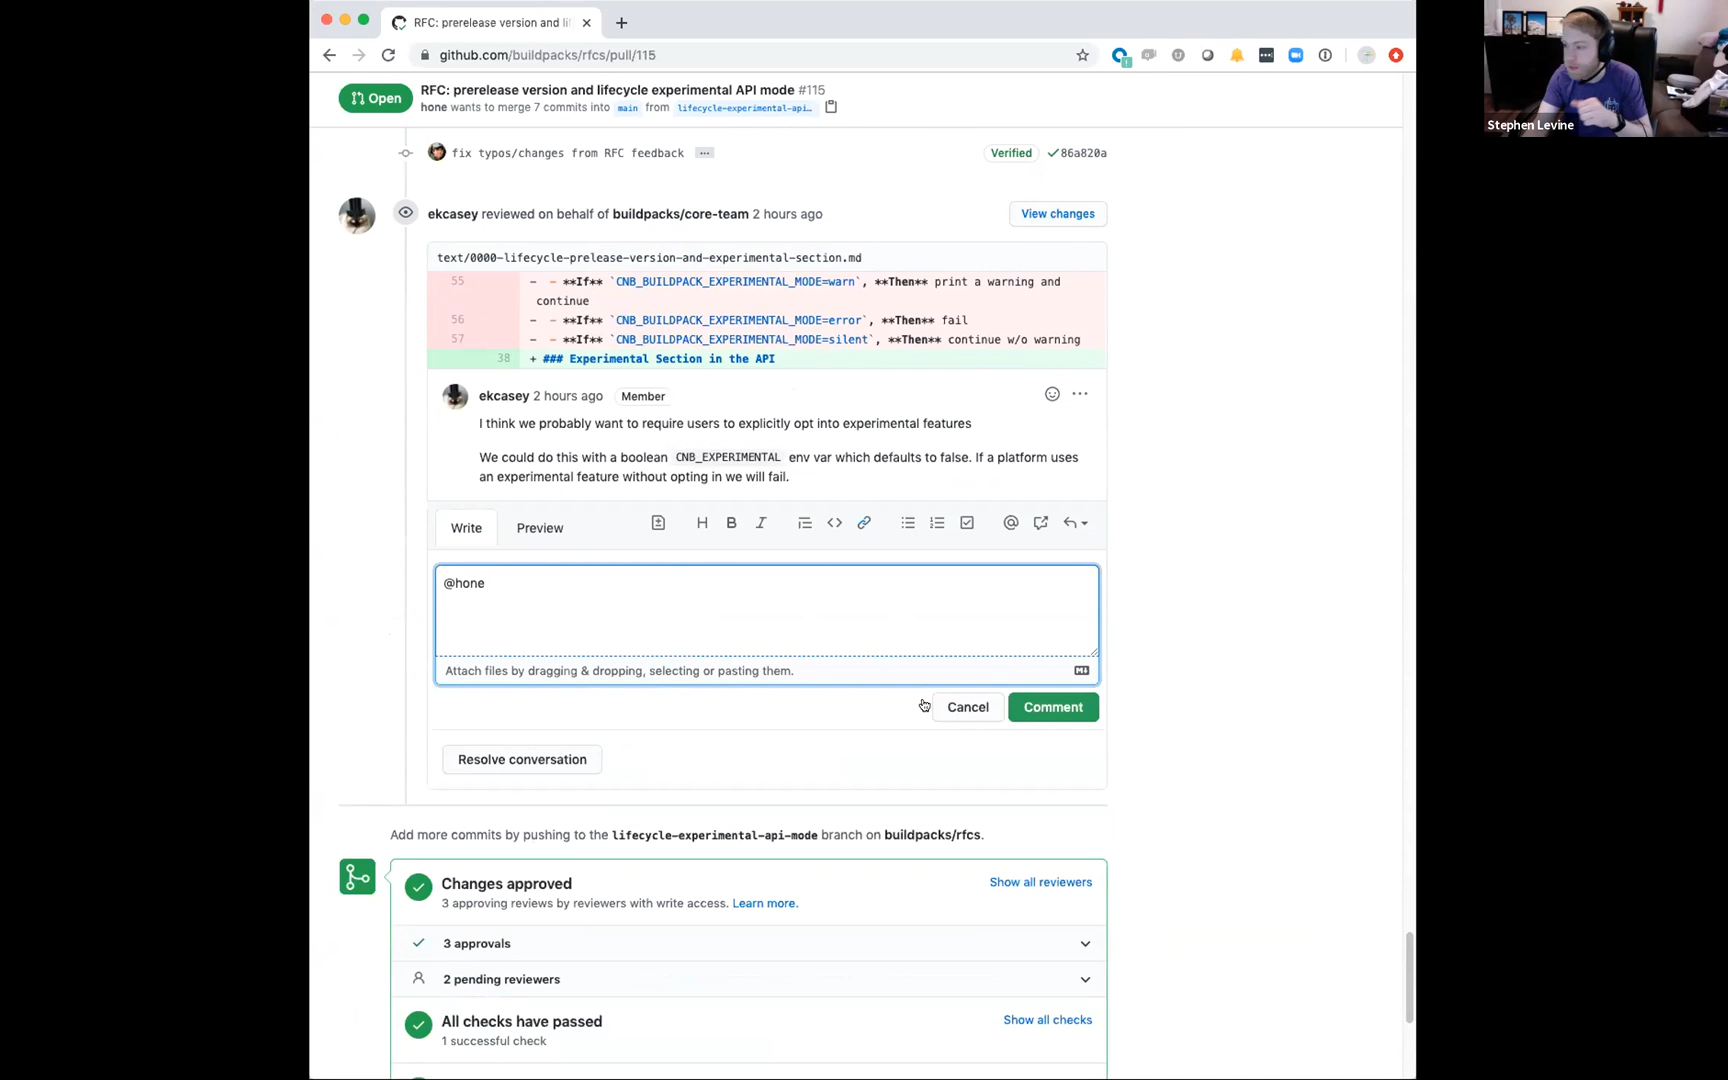 RFC: prerelease version and li
github.com/buildpacks/rfcs/pull/115
Stephen Levine
Open
RFC: prerelease version and lifecycle experimental API mode #115
hone wants to merge 7 commits into main from lifecycle-experimental-api…
fix typos/changes from RFC feedback ...
Verified 86a820a
ekcasey reviewed on behalf of buildpacks/core-team 2 hours ago
View changes
text/0000-lifecycle-prelease-version-and-experimental-section.md
55 - - **If** `CNB_BUILDPACK_EXPERIMENTAL_MODE=warn`, **Then** print a warning and
continue
56 - - **If** `CNB_BUILDPACK_EXPERIMENTAL_MODE=error`, **Then** fail
57 - - **If** `CNB_BUILDPACK_EXPERIMENTAL_MODE=silent`, **Then** continue w/o warning
38 + ### Experimental Section in the API
ekcasey 2 hours ago Member
I think we probably want to require users to explicitly opt into experimental features
We could do this with a boolean CNB_EXPERIMENTAL env var which defaults to false. If a platform uses
an experimental feature without opting in we will fail.
Write Preview
@hone
Attach files by dragging & dropping, selecting or pasting them.
Cancel Comment
Resolve conversation
Add more commits by pushing to the lifecycle-experimental-api-mode branch on buildpacks/rfcs.
Changes approved
Show all reviewers
3 approving reviews by reviewers with write access. Learn more.
3 approvals
2 pending reviewers
All checks have passed
Show all checks
1 successful check